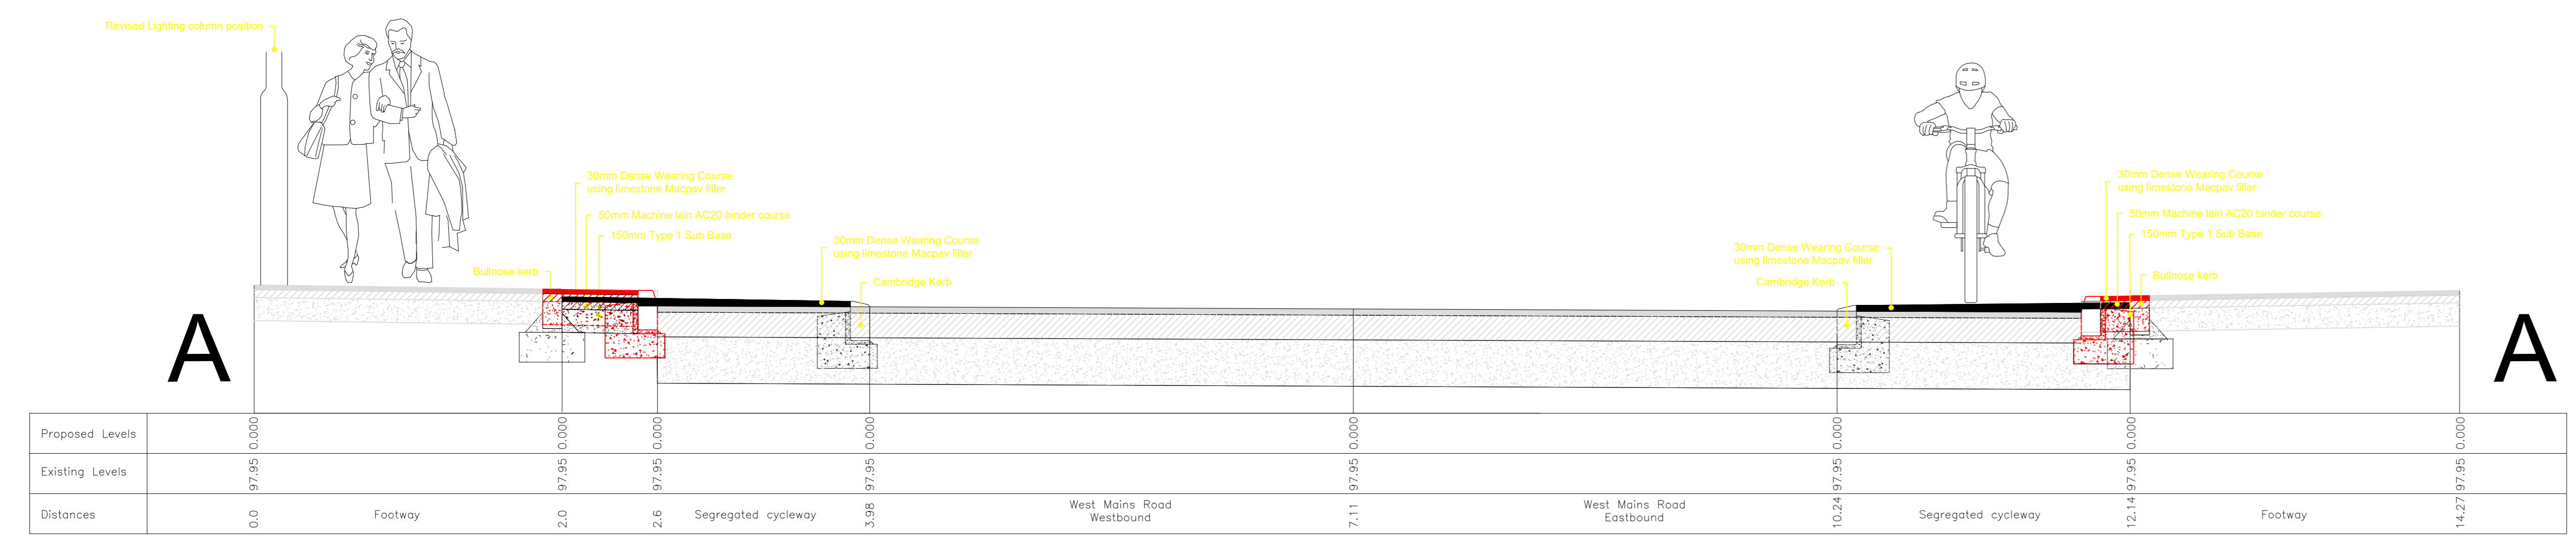 Revised Lighting column position
30mm Dense Wearing Course
using limestone Macpav filler
50mm Machine lain AC20 binder course
150mm Type 1 Sub Base
Bullnose kerb
30mm Dense Wearing Course
using limestone Macpav filler
Cambridge Kerb
30mm Dense Wearing Course
using limestone Macpav filler
Cambridge Kerb
30mm Dense Wearing Course
using limestone Macpav filler
50mm Machine lain AC20 binder course
150mm Type 1 Sub Base
Bullnose kerb
A
A
Proposed Levels 0.000 0.000 0.000 0.000 0.000 0.000 0.000 0.000
Existing Levels 97.95 97.95 97.95 97.95 97.95 97.95 97.95 97.95
Distances 0.0 Footway 2.0 2.6 Segregated cycleway 3.98 West Mains Road
Westbound 7.11 West Mains Road
Eastbound 10.24 Segregated cycleway 12.14 Footway 14.27